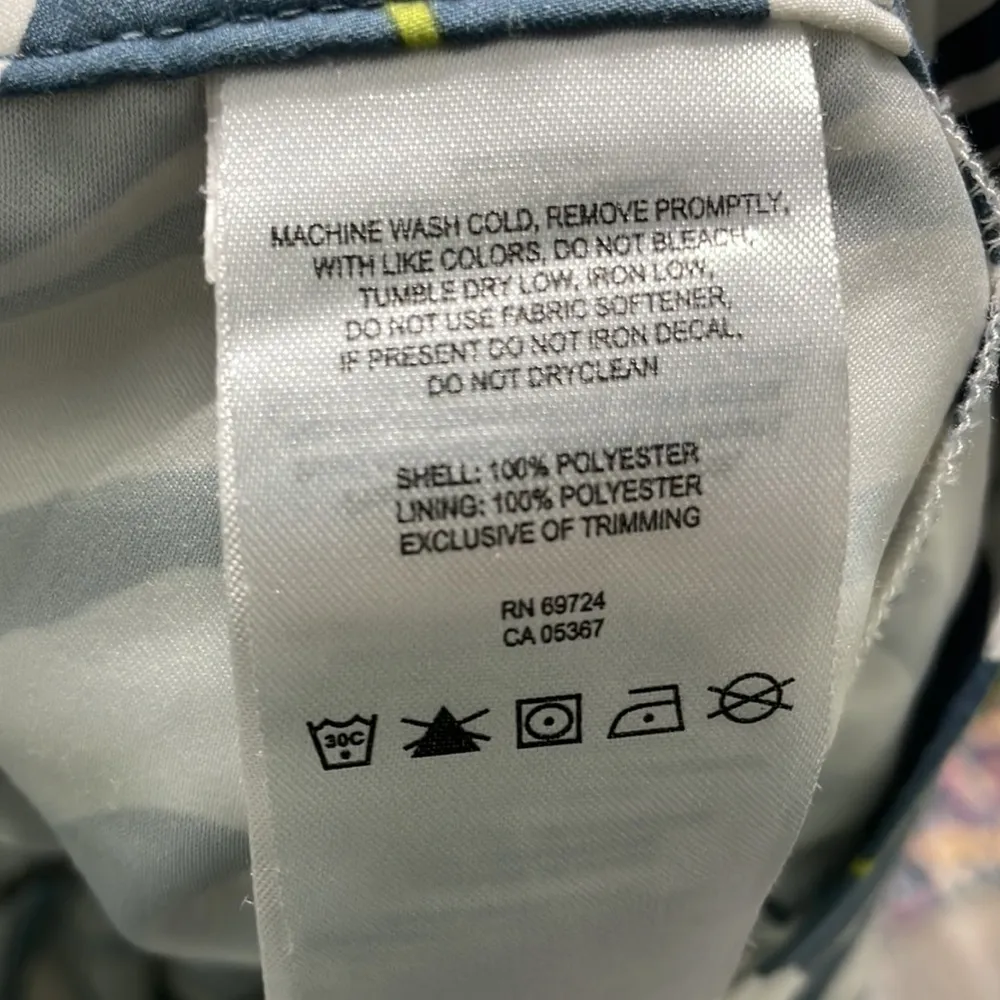 MACHINE WASH COLD, REMOVE PROMPTLY,
WITH LIKE COLORS, DO NOT BLEACH,
TUMBLE DRY LOW, IRON LOW,
DO NOT USE FABRIC SOFTENER,
IF PRESENT DO NOT IRON DECAL,
DO NOT DRYCLEAN
SHELL: 100% POLYESTER
LINING: 100% POLYESTER
EXCLUSIVE OF TRIMMING
RN 69724
CA 05367
30C